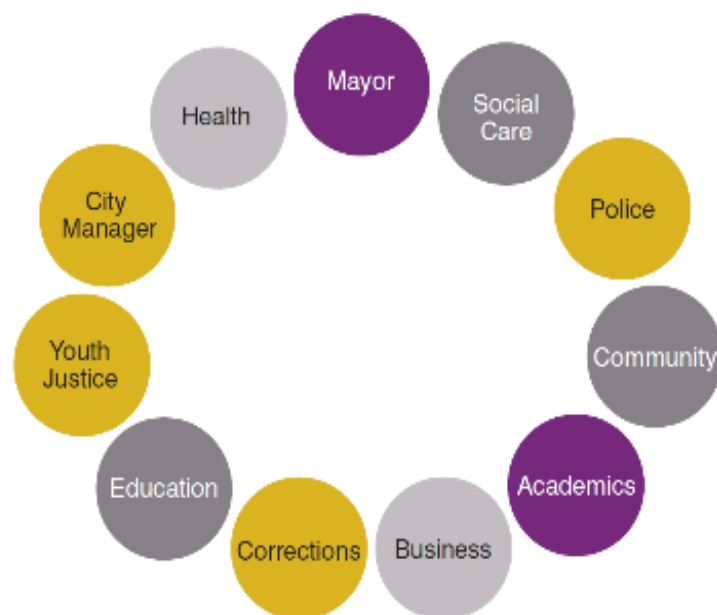 Mayor
Social
Care
Police
Community
Academics
Business
Corrections
Education
Youth
Justice
City
Manager
Health